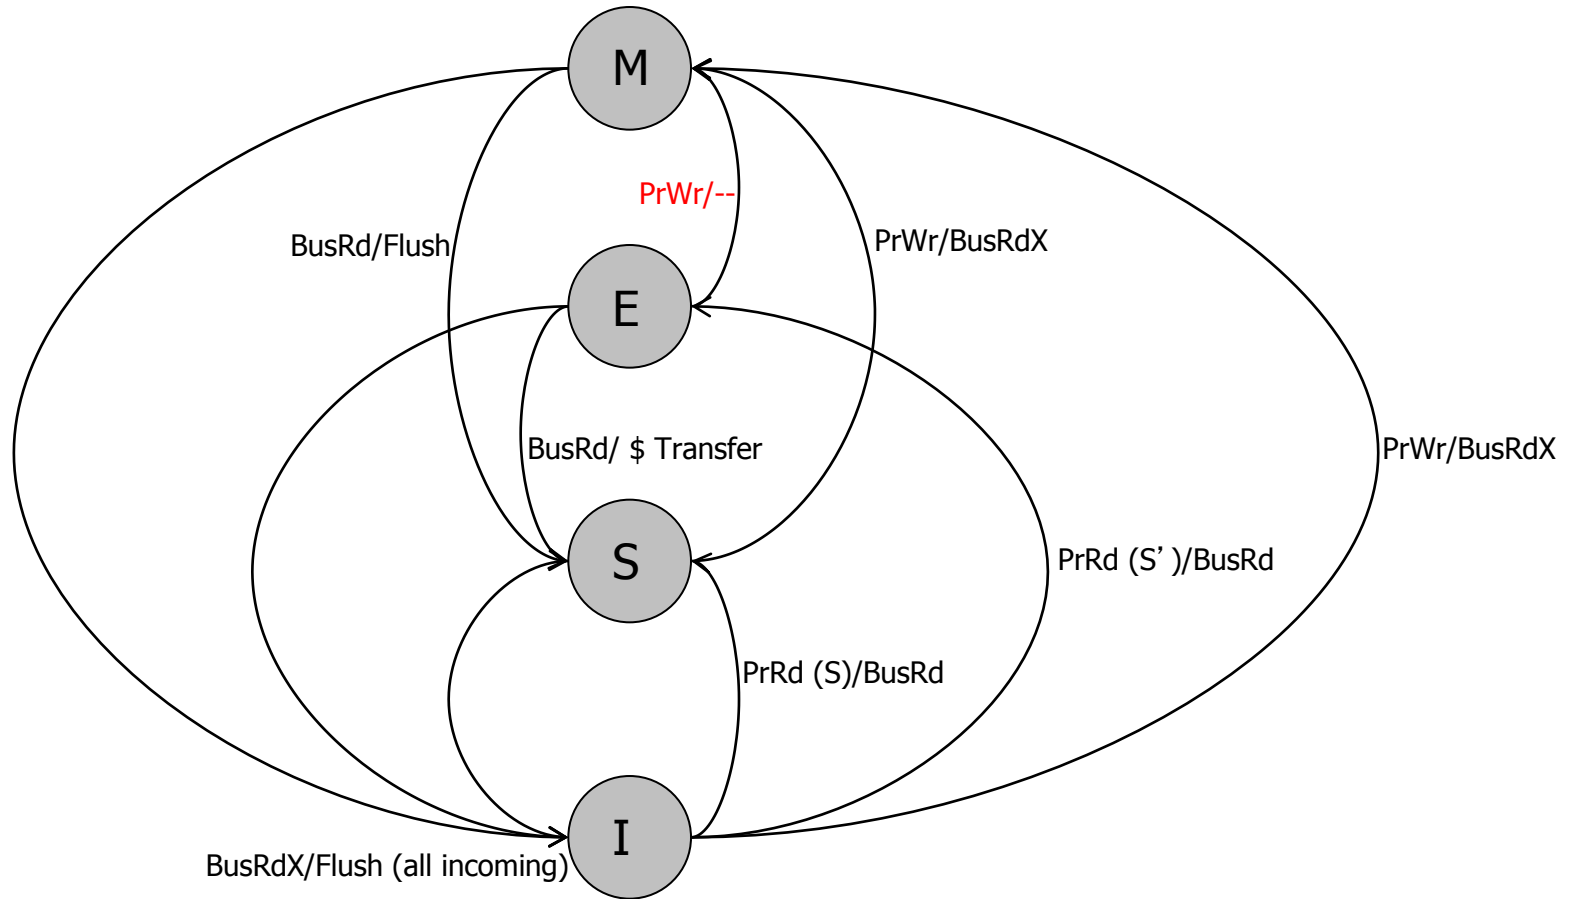 M
PrWr/--
BusRd/Flush
PrWr/BusRdX
E
BusRd/ $ Transfer
PrWr/BusRdX
S
PrRd (S’ )/BusRd
PrRd (S)/BusRd
I
BusRdX/Flush (all incoming)